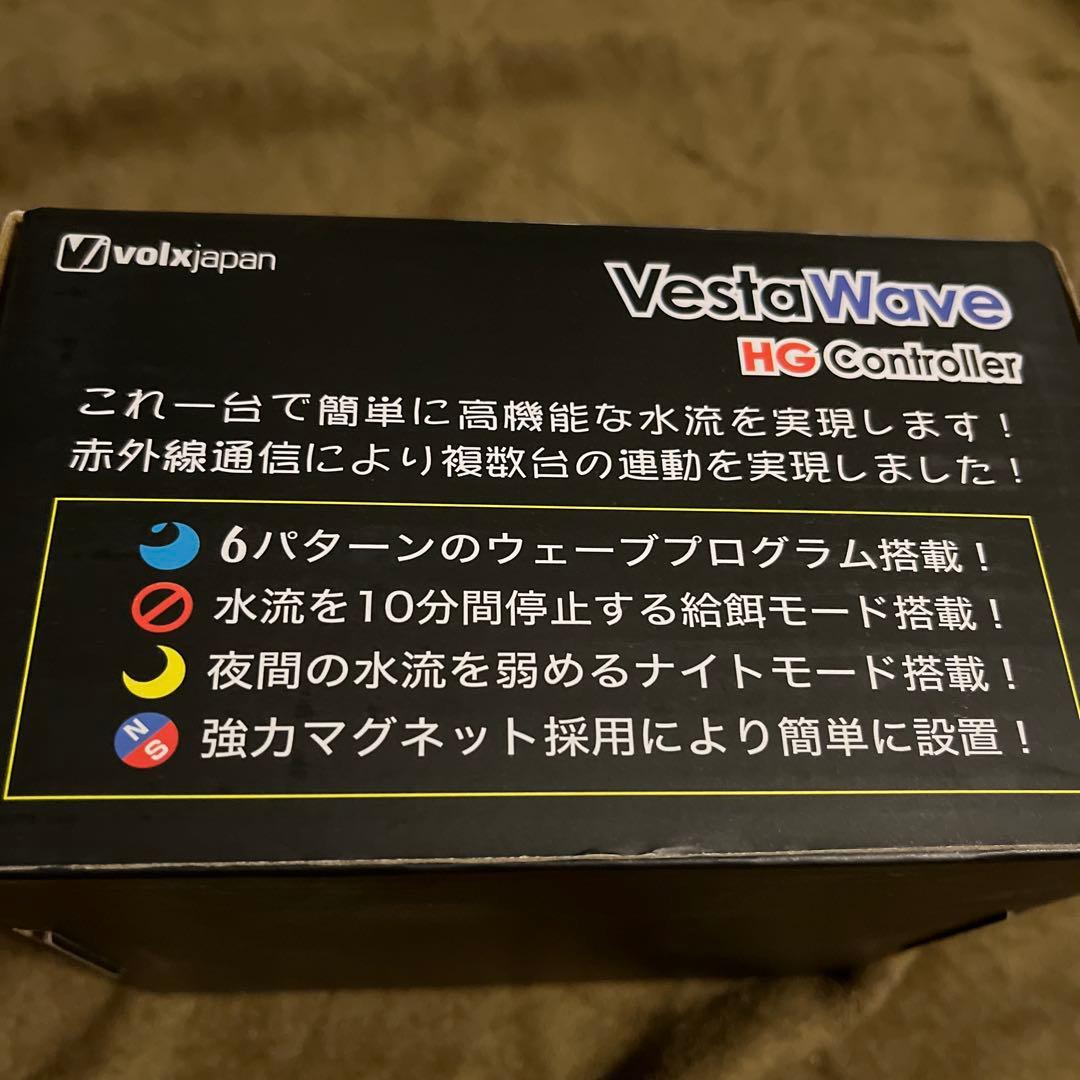 volxjapan
VestaWave
HG Controller
これ一台で簡単に高機能な水流を実現します!
赤外線通信により複数台の連動を実現しました!
6パターンのウェーブプログラム搭載!
水流を10分間停止する給餌モード搭載!
夜間の水流を弱めるナイトモード搭載!
N
S
強力マグネット採用により簡単に設置!